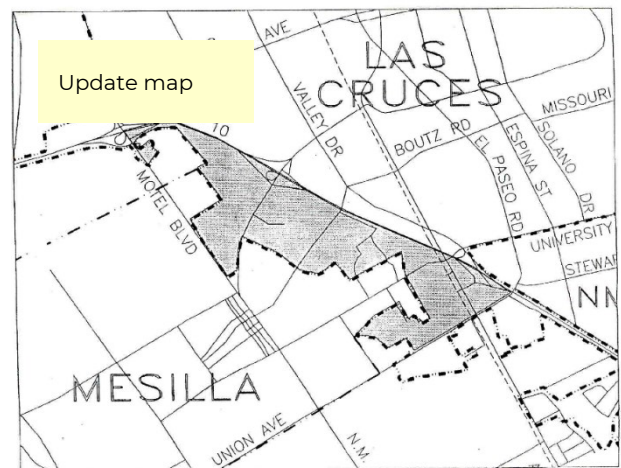 AVE
Update map
LAS
CRUCES
10
VALLEY DR
BOUTZ RD
MISSOURI
EL PASEO RD
ESPINA ST
SOLANO DR
MOTEL BLVD
UNIVERSITY
STEWAR
NM
MESILLA
UNION AVE
N.M.